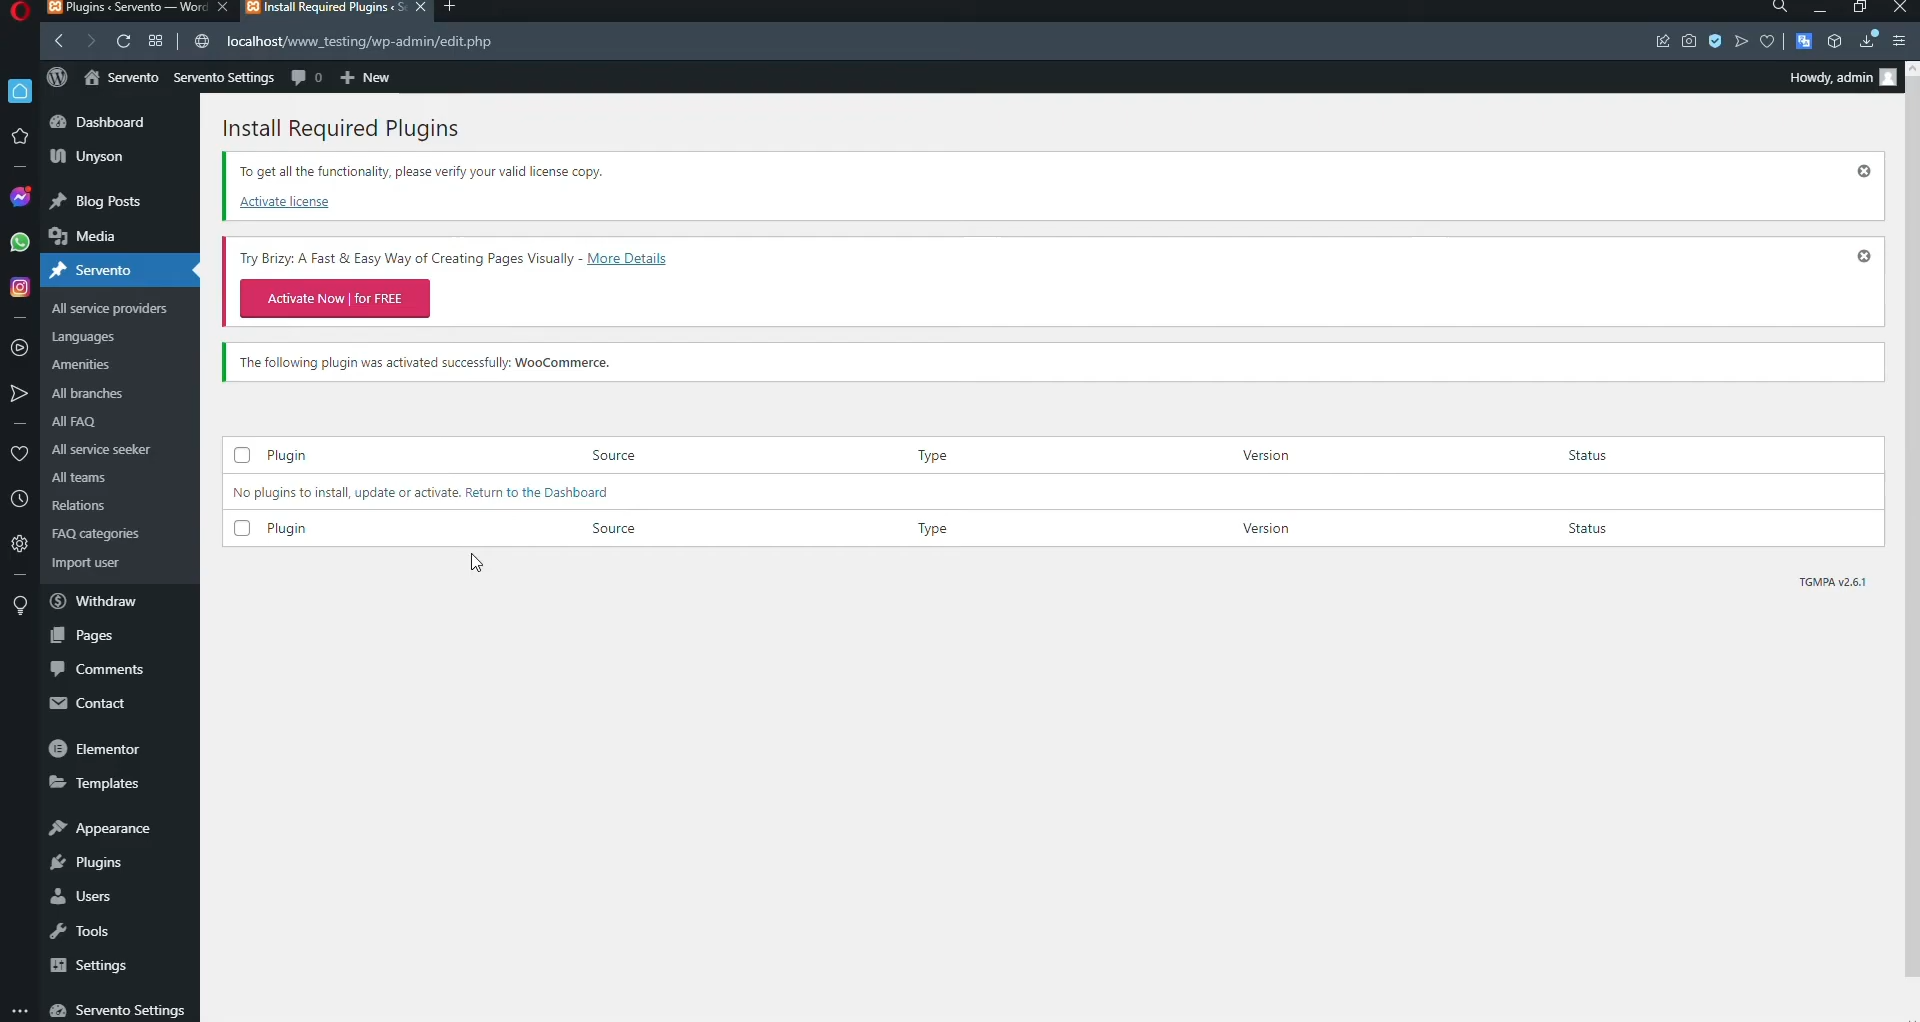 Plugins ‹ Servento — Word
Install Required Plugins ‹ S
localhost/www_testing/wp-admin/edit.php
Servento
Servento Settings
0
New
Howdy, admin
Dashboard
Unyson
Blog Posts
Media
Servento
All service providers
Languages
Amenities
All branches
All FAQ
All service seeker
All teams
Relations
FAQ categories
Import user
Withdraw
Pages
Comments
Contact
Elementor
Templates
Appearance
Plugins
Users
Tools
Settings
Servento Settings
Install Required Plugins
To get all the functionality, please verify your valid license copy.
Activate license
Try Brizy: A Fast & Easy Way of Creating Pages Visually - More Details
Activate Now | for FREE
The following plugin was activated successfully: WooCommerce.
Plugin Source Type Version Status
No plugins to install, update or activate. Return to the Dashboard
Plugin Source Type Version Status
TGMPA v2.6.1